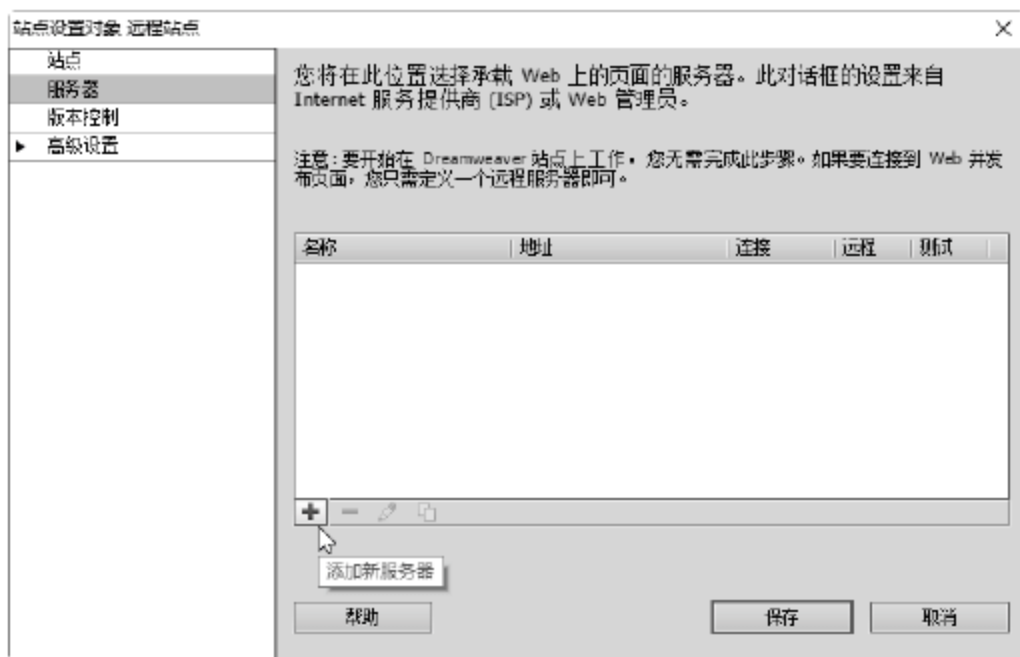 站点设置对象 远程站点
站点
服务器
版本控制
高级设置
您将在此位置选择承载 Web 上的页面的服务器。此对话框的设置来自
Internet 服务提供商 (ISP) 或 Web 管理员。
注意:要开始在 Dreamweaver 站点上工作，您无需完成此步骤。如果要连接到 Web 并发
布页面，您只需定义一个远程服务器即可。
名称 地址 连接 远程 测试
添加新服务器
帮助 保存 取消